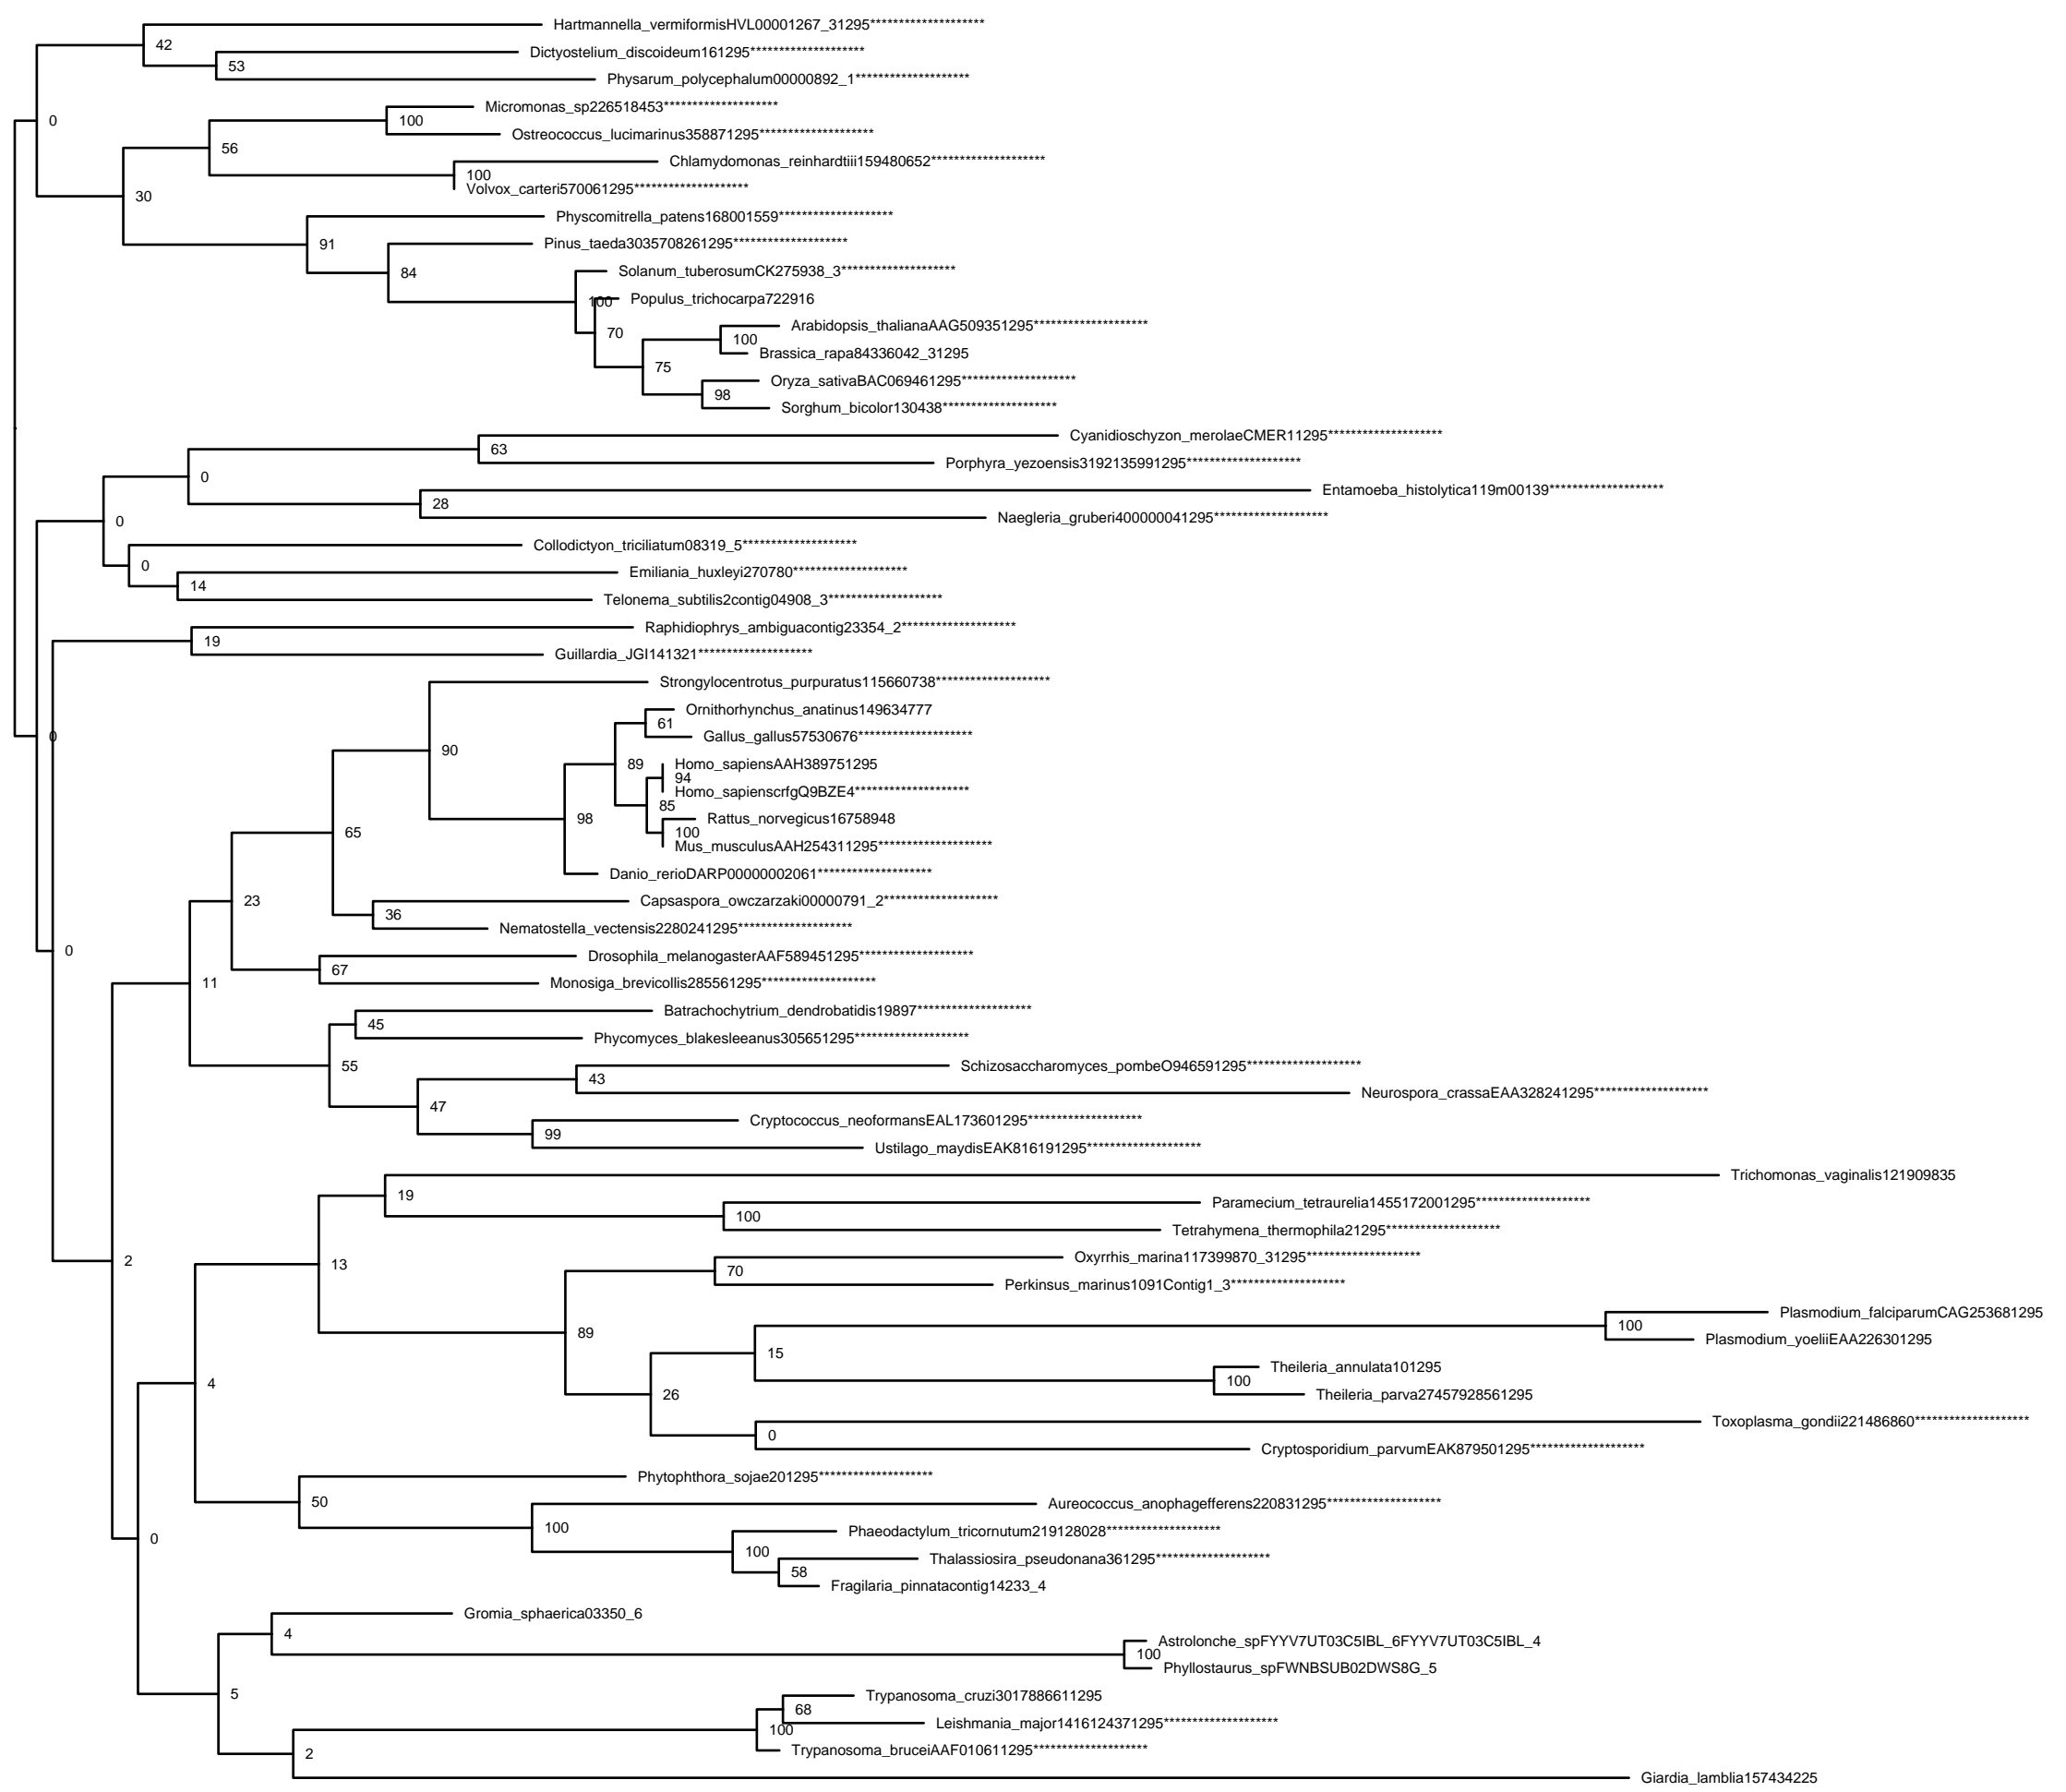 Hartmannella_vermiformisHVL00001267_31295********************
42
Dictyostelium_discoideum161295********************
53
Physarum_polycephalum00000892_1********************
Micromonas_sp226518453********************
0
100
Ostreococcus_lucimarinus358871295********************
56
Chlamydomonas_reinhardtiii159480652********************
100
Volvox_carteri570061295********************
30
Physcomitrella_patens168001559********************
91
Pinus_taeda3035708261295********************
84
Solanum_tuberosumCK275938_3********************
100
Populus_trichocarpa722916
70
Arabidopsis_thalianaAAG509351295********************
100
Brassica_rapa84336042_31295
75
Oryza_sativaBAC069461295********************
98
Sorghum_bicolor130438********************
Cyanidioschyzon_merolaeCMER11295********************
63
Porphyra_yezoensis3192135991295********************
0
Entamoeba_histolytica119m00139********************
28
Naegleria_gruberi400000041295********************
0
Collodictyon_triciliatum08319_5********************
0
Emiliania_huxleyi270780********************
14
Telonema_subtilis2contig04908_3********************
Raphidiophrys_ambiguacontig23354_2********************
19
Guillardia_JGI141321********************
Strongylocentrotus_purpuratus115660738********************
Ornithorhynchus_anatinus149634777
61
Gallus_gallus57530676********************
0
90
89
Homo_sapiensAAH389751295
94
Homo_sapienscrfgQ9BZE4********************
85
98
Rattus_norvegicus16758948
100
65
Mus_musculusAAH254311295********************
Danio_rerioDARP00000002061********************
23
Capsaspora_owczarzaki00000791_2********************
36
Nematostella_vectensis2280241295********************
0
Drosophila_melanogasterAAF589451295********************
67
11
Monosiga_brevicollis285561295********************
Batrachochytrium_dendrobatidis19897********************
45
Phycomyces_blakesleeanus305651295********************
55
Schizosaccharomyces_pombeO946591295********************
43
Neurospora_crassaEAA328241295********************
47
Cryptococcus_neoformansEAL173601295********************
99
Ustilago_maydisEAK816191295********************
Trichomonas_vaginalis121909835
19
Paramecium_tetraurelia1455172001295********************
100
Tetrahymena_thermophila21295********************
2
13
Oxyrrhis_marina117399870_31295********************
70
Perkinsus_marinus1091Contig1_3********************
Plasmodium_falciparumCAG253681295
100
89
Plasmodium_yoeliiEAA226301295
15
Theileria_annulata101295
100
4
26
Theileria_parva27457928561295
Toxoplasma_gondii221486860********************
0
Cryptosporidium_parvumEAK879501295********************
Phytophthora_sojae201295********************
50
Aureococcus_anophagefferens220831295********************
100
Phaeodactylum_tricornutum219128028********************
0
100
Thalassiosira_pseudonana361295********************
58
Fragilaria_pinnatacontig14233_4
Gromia_sphaerica03350_6
4
Astrolonche_spFYYV7UT03C5IBL_6FYYV7UT03C5IBL_4
100
Phyllostaurus_spFWNBSUB02DWS8G_5
5
Trypanosoma_cruzi3017886611295
68
Leishmania_major1416124371295********************
100
Trypanosoma_bruceiAAF010611295********************
2
Giardia_lamblia157434225